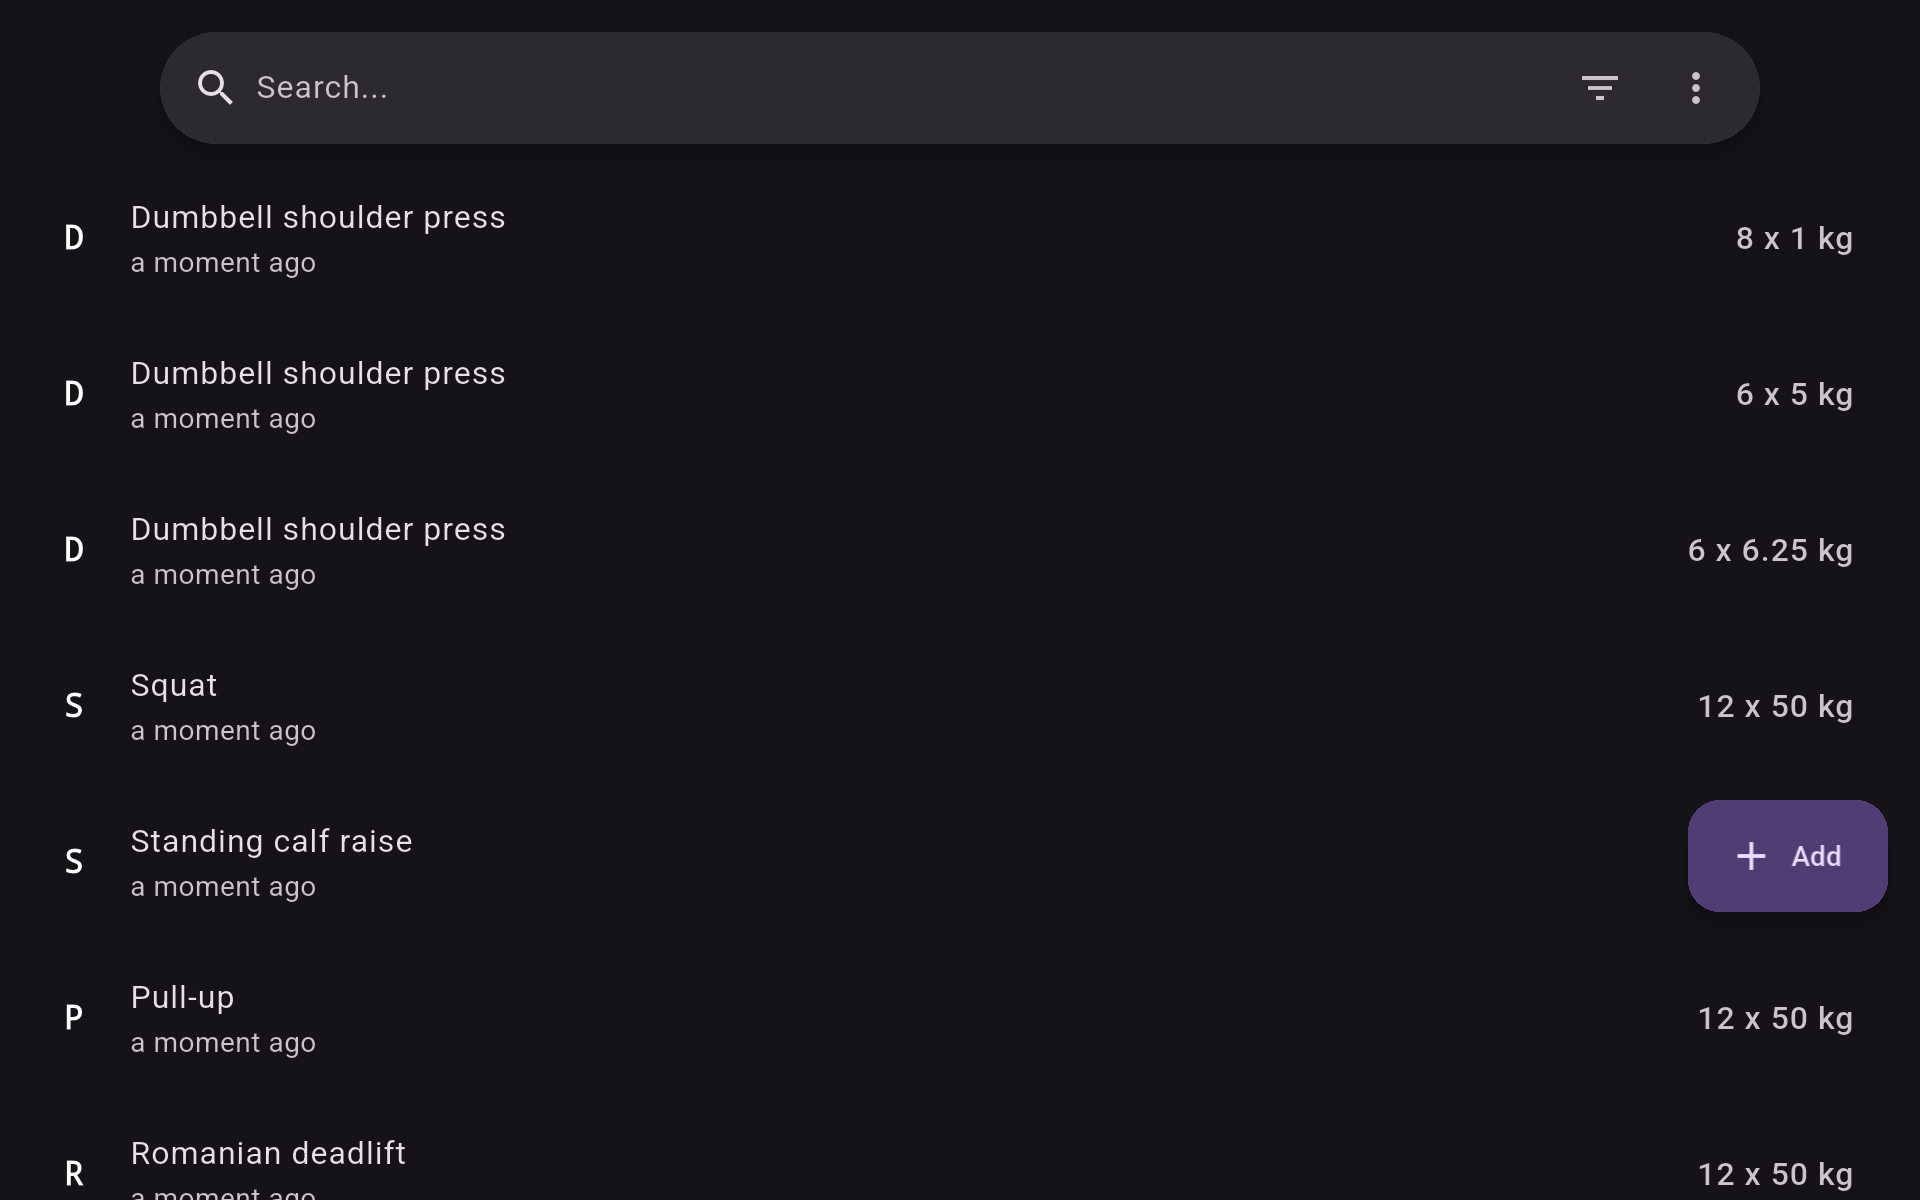 Search...
D
Dumbbell shoulder press
a moment ago
8 x 1 kg
D
Dumbbell shoulder press
a moment ago
6 x 5 kg
D
Dumbbell shoulder press
a moment ago
6 x 6.25 kg
S
Squat
a moment ago
12 x 50 kg
S
Standing calf raise
a moment ago
Add
P
Pull-up
a moment ago
12 x 50 kg
R
Romanian deadlift
a moment ago
12 x 50 kg